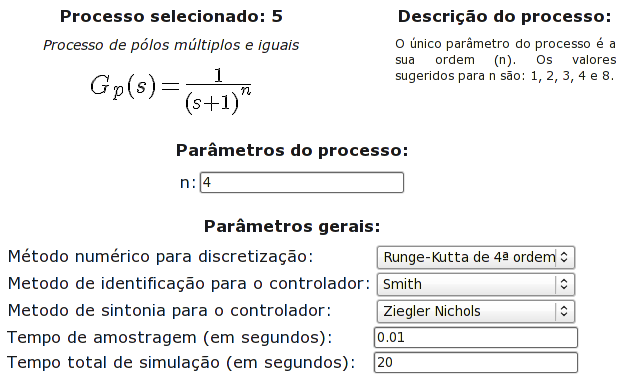 Processo selecionado: 5
Processo de pólos múltiplos e iguais
G_p(s) = 1/(s+1)^n
Descrição do processo:
O único parâmetro do processo é a
sua ordem (n). Os valores
sugeridos para n são: 1, 2, 3, 4 e 8.
Parâmetros do processo:
n: 4
Parâmetros gerais:
Método numérico para discretização: Runge-Kutta de 4ª ordem
Metodo de identificação para o controlador: Smith
Metodo de sintonia para o controlador: Ziegler Nichols
Tempo de amostragem (em segundos): 0.01
Tempo total de simulação (em segundos): 20